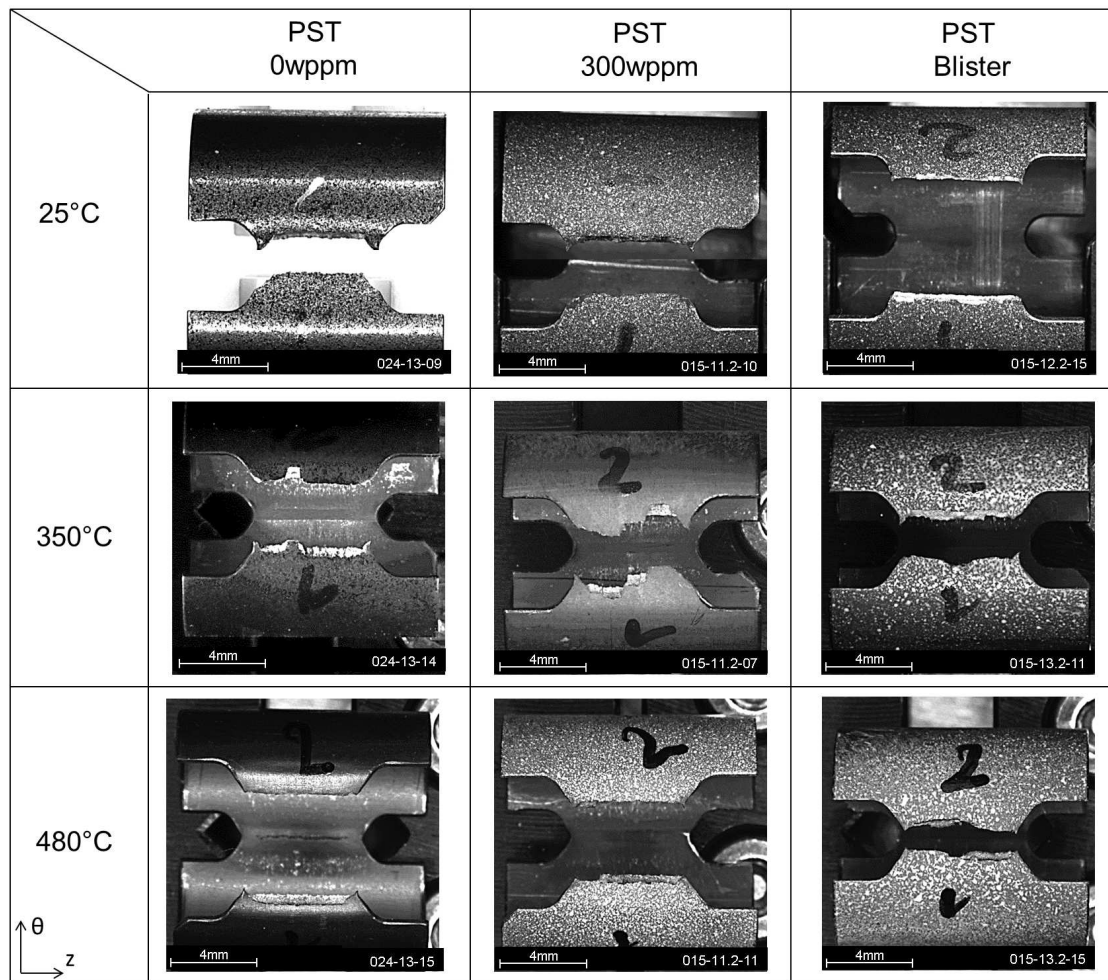 PST
0wppm
PST
300wppm
PST
Blister
25°C
4mm
024-13-09
2
4mm
015-11.2-10
2
4mm
015-12.2-15
350°C
4mm
024-13-14
2
4mm
015-11.2-07
2
4mm
015-13.2-11
480°C
2
4mm
024-13-15
2
4mm
015-11.2-11
2
4mm
015-13.2-15
θ
z